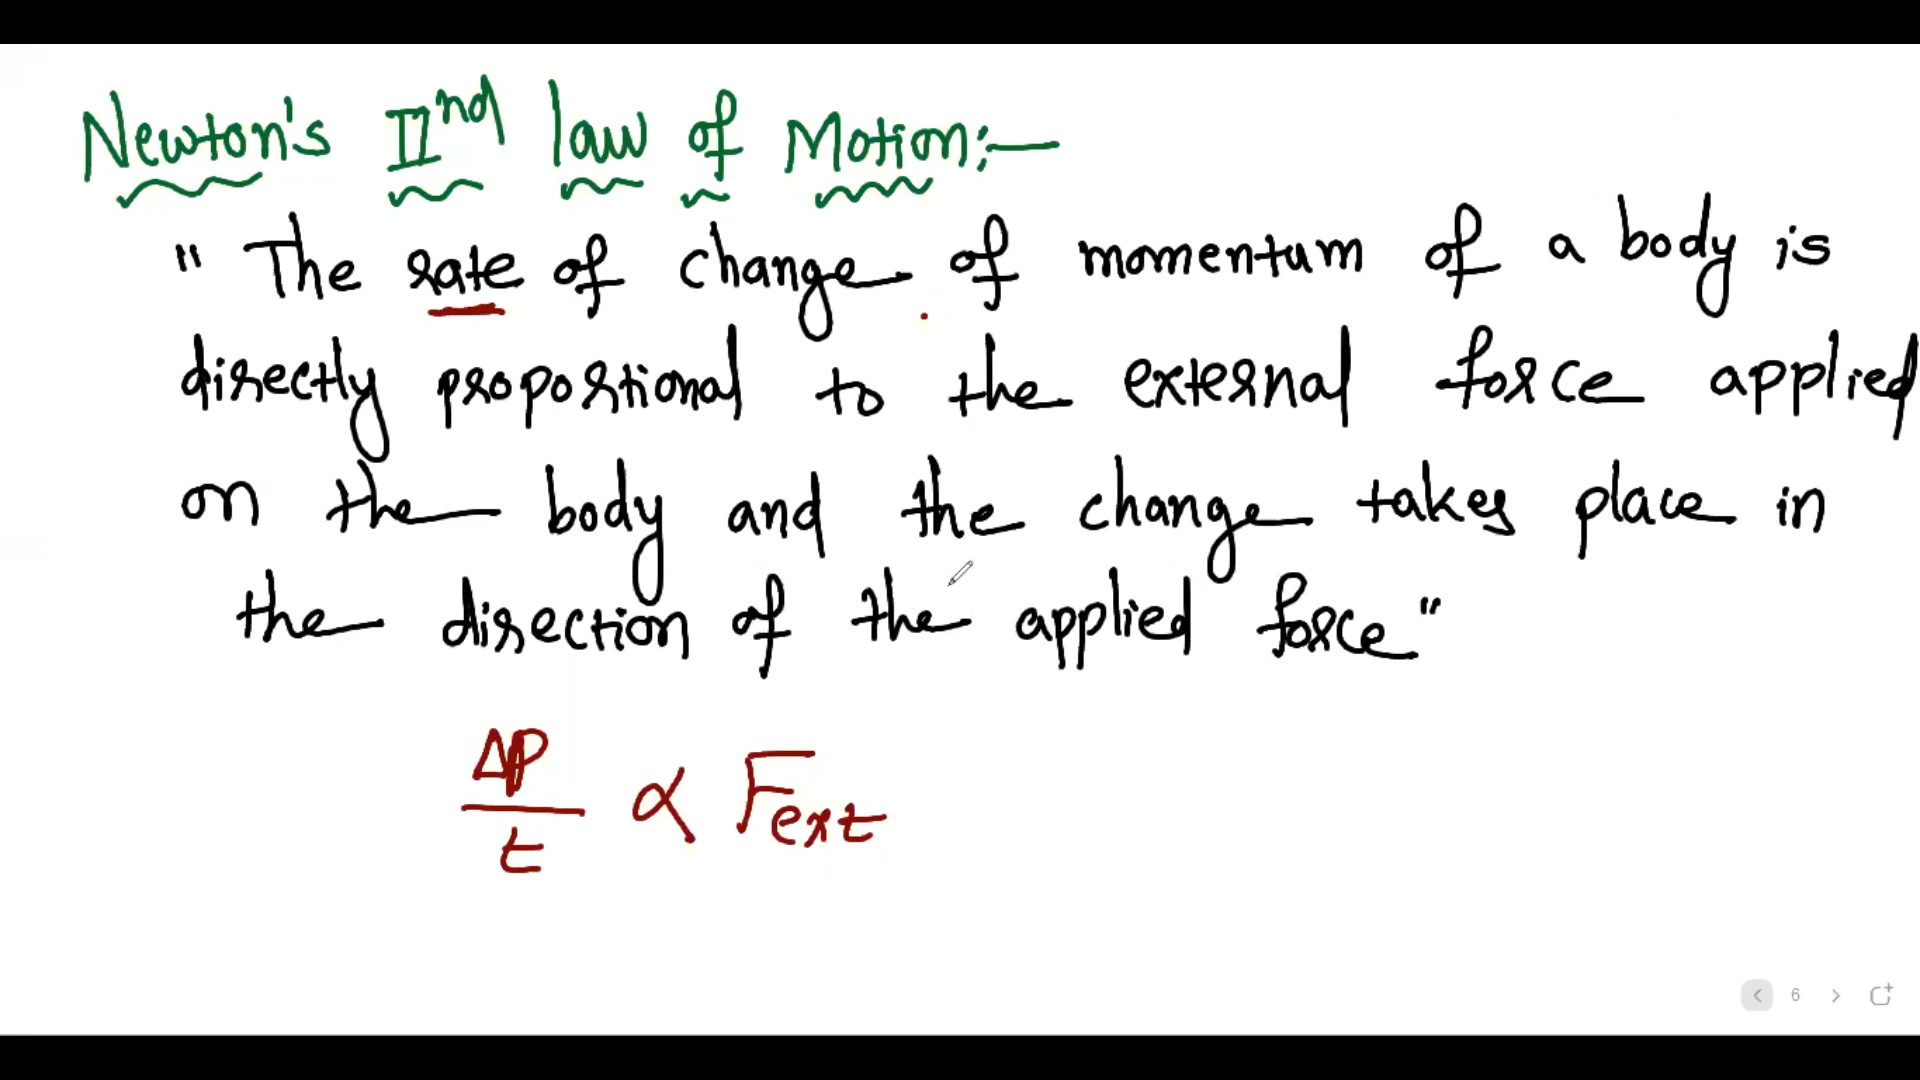 Newton's IInd law of Motion:—
" The rate of change of momentum of a body is
directly proportional to the external force applied
on the body and the change takes place in
the direction of the applied force"
ΔP
t
∝ Fext
6